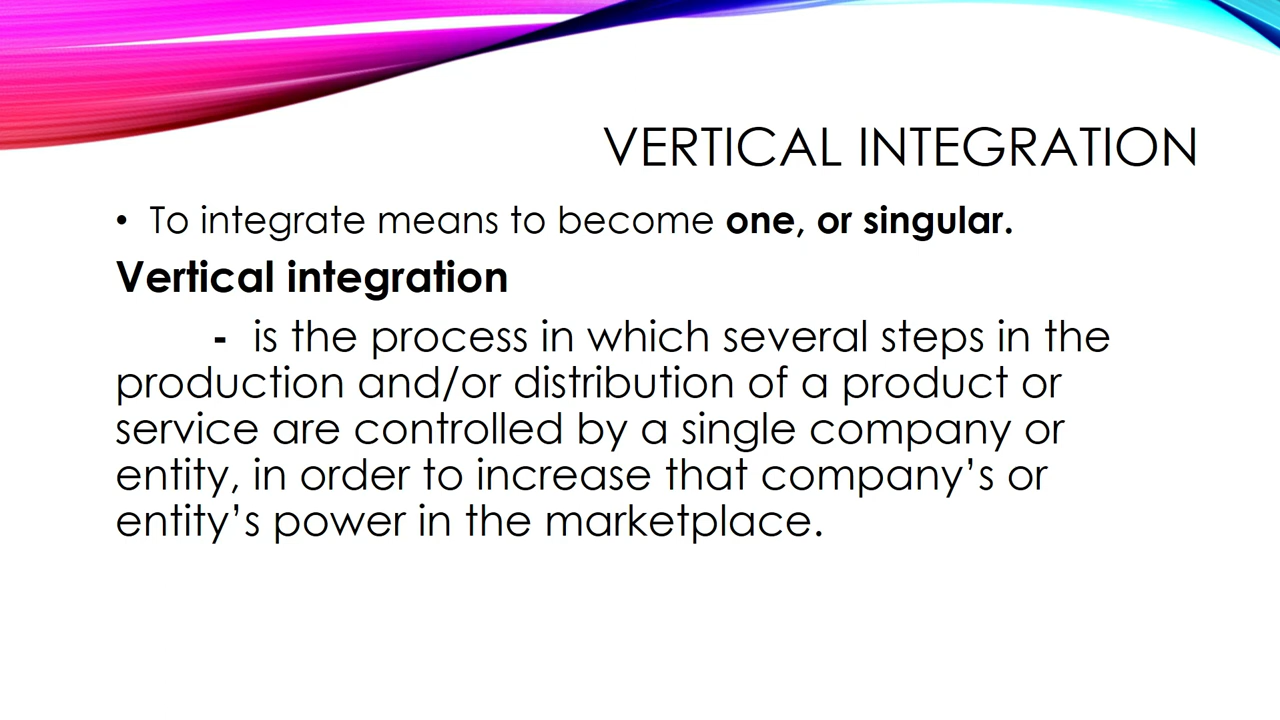 VERTICAL INTEGRATION
• To integrate means to become one, or singular.
Vertical integration
- is the process in which several steps in the
production and/or distribution of a product or
service are controlled by a single company or
entity, in order to increase that company’s or
entity’s power in the marketplace.